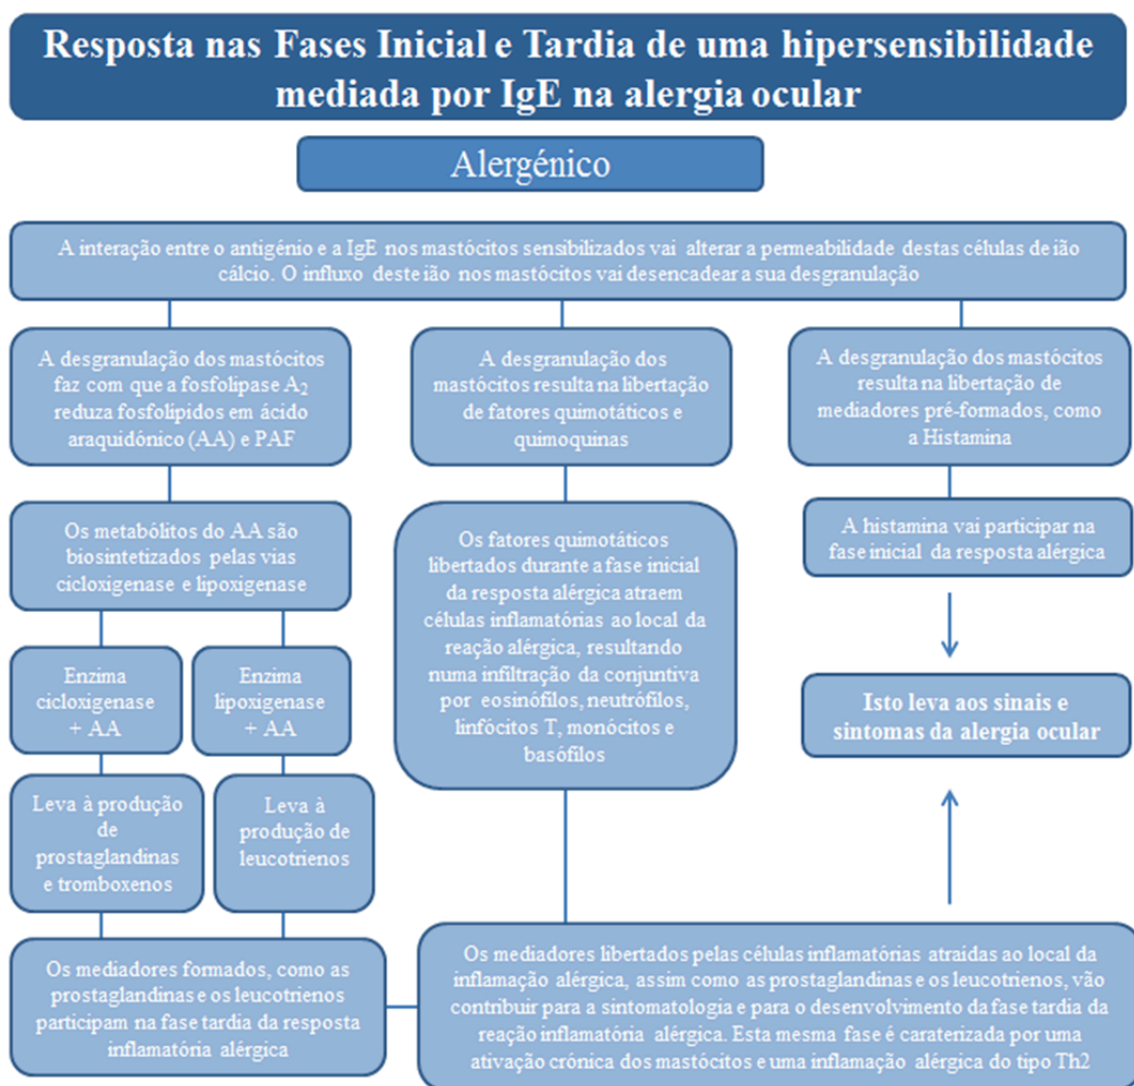 Resposta nas Fases Inicial e Tardia de uma hipersensibilidade
mediada por IgE na alergia ocular
Alergénico
A interação entre o antigénio e a IgE nos mastócitos sensibilizados vai alterar a permeabilidade destas células de ião
cálcio. O influxo deste ião nos mastócitos vai desencadear a sua desgranulação
A desgranulação dos mastócitos
faz com que a fosfolipase A₂
reduza fosfolípidos em ácido
araquidónico (AA) e PAF
Os metabólitos do AA são
biosintetizados pelas vias
cicloxigenase e lipoxigenase
Enzima
cicloxigenase
+ AA
Enzima
lipoxigenase
+ AA
Leva à produção
de
prostaglandinas
e tromboxenos
Leva à
produção de
leucotrienos
Os mediadores formados, como as
prostaglandinas e os leucotrienos
participam na fase tardia da resposta
inflamatória alérgica
A desgranulação dos
mastócitos resulta na libertação
de fatores quimotáticos e
quimoquinas
Os fatores quimotáticos
libertados durante a fase inicial
da resposta alérgica atraem
células inflamatórias ao local da
reação alérgica, resultando
numa infiltração da conjuntiva
por eosinófilos, neutrófilos,
linfócitos T, monócitos e
basófilos
Os mediadores libertados pelas células inflamatórias atraídas ao local da
inflamação alérgica, assim como as prostaglandinas e os leucotrienos, vão
contribuir para a sintomatologia e para o desenvolvimento da fase tardia da
reação inflamatória alérgica. Esta mesma fase é caraterizada por uma
ativação crónica dos mastócitos e uma inflamação alérgica do tipo Th2
A desgranulação dos mastócitos
resulta na libertação de
mediadores pré-formados, como
a Histamina
A histamina vai participar na
fase inicial da resposta alérgica
Isto leva aos sinais e
sintomas da alergia ocular